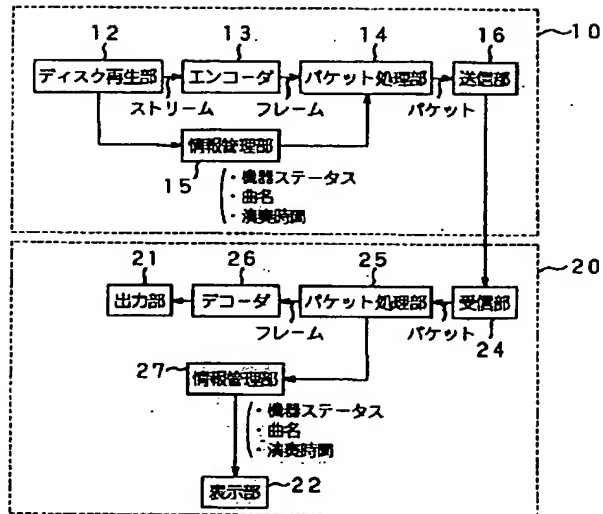 12
13
14
16
10
ディスク再生部
エンコーダ
パケット処理部
送信部
ストリーム
フレーム
パケット
情報管理部
15
・機器ステータス
・曲名
・演奏時間
21
26
25
20
出力部
デコーダ
パケット処理部
受信部
フレーム
パケット
24
27
情報管理部
・機器ステータス
・曲名
・演奏時間
表示部
22